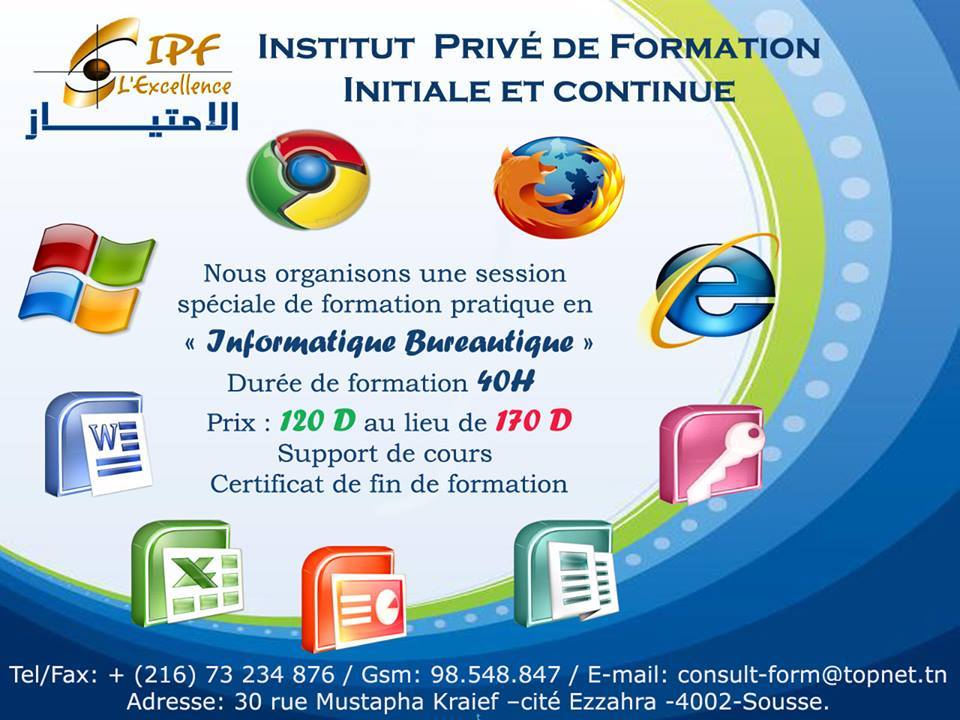 IPF
L'Excellence
الامتياز
INSTITUT PRIVÉ DE FORMATION
INITIALE ET CONTINUE
Nous organisons une session
spéciale de formation pratique en
« Informatique Bureautique »
Durée de formation 40H
Prix : 120 D au lieu de 170 D
Support de cours
Certificat de fin de formation
W
X
Tel/Fax: + (216) 73 234 876 / Gsm: 98.548.847 / E-mail: consult-form@topnet.tn
Adresse: 30 rue Mustapha Kraief –cité Ezzahra -4002-Sousse.